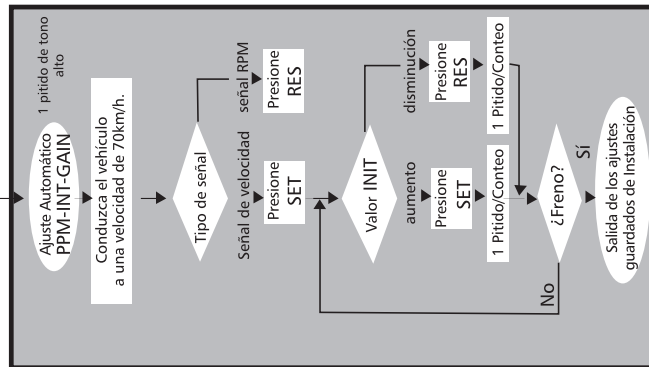 1 pitido de tono
alto
Ajuste Automático
PPM-INT-GAIN
Conduzca el vehículo
a una velocidad de 70km/h.
Tipo de señal
señal RPM
Presione
RES
Señal de velocidad
Presione
SET
Valor INIT
disminución
Presione
RES
1 Pitido/Conteo
aumento
Presione
SET
1 Pitido/Conteo
¿Freno?
No
Sí
Salida de los ajustes
guardados de Instalación